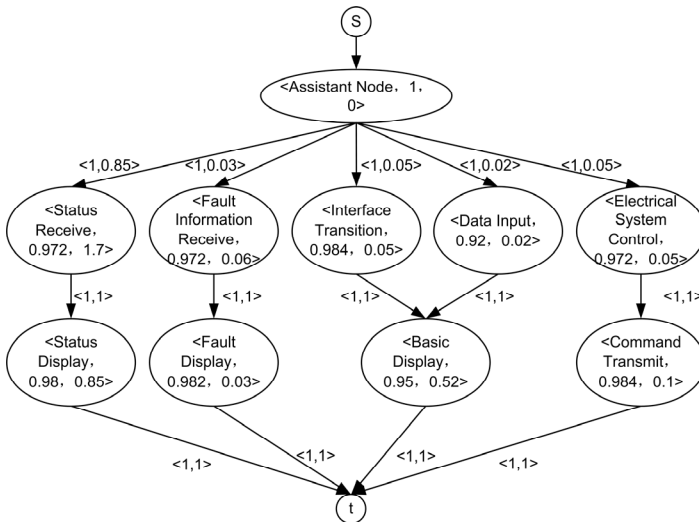 S
<Assistant Node，1，
0>
<1,0.85>
<1,0.03>
<1,0.05>
<1,0.02>
<1,0.05>
<Status
Receive，
0.972，1.7>
<Fault
Information
Receive，
0.972，0.06>
<Interface
Transition，
0.984，0.05>
<Data Input，
0.92，0.02>
<Electrical
System
Control，
0.972，0.05>
<1,1>
<1,1>
<1,1>
<1,1>
<1,1>
<Status
Display，
0.98，0.85>
<Fault
Display，
0.982，0.03>
<Basic
Display，
0.95，0.52>
<Command
Transmit，
0.984，0.1>
<1,1>
<1,1>
<1,1>
<1,1>
t